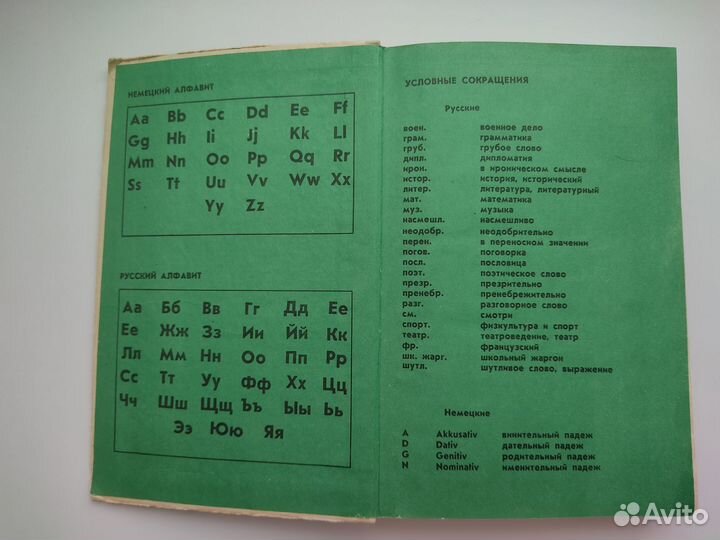 НЕМЕЦКИЙ АЛФАВИТ
Aa Bb Cc Dd Ee Ff
Gg Hh Ii Jj Kk Ll
Mm Nn Oo Pp Qq Rr
Ss Tt Uu Vv Ww Xx
Yy Zz
РУССКИЙ АЛФАВИТ
Аа Бб Вв Гг Дд Ее
Ее Жж Зз Ии Йй Кк
Лл Мм Нн Оо Пп Рр
Сс Тт Уу Фф Хх Цц
Чч Шш Щщ Ъъ Ыы Ьь
Ээ Юю Яя
УСЛОВНЫЕ СОКРАЩЕНИЯ
Русские
воен. военное дело
грам. грамматика
груб. грубое слово
дипл. дипломатия
ирон. в ироническом смысле
истор. история, исторический
литер. литература, литературный
мат. математика
муз. музыка
насмешл. насмешливо
неодобр. неодобрительно
перен. в переносном значении
погов. поговорка
посл. пословица
поэт. поэтическое слово
презр. презрительно
пренебр. пренебрежительно
разг. разговорное слово
см. смотри
спорт. физкультура и спорт
театр. театроведение, театр
фр. французский
шк. жарг. школьный жаргон
шутл. шутливое слово, выражение
Немецкие
A Akkusativ винительный падеж
D Dativ дательный падеж
G Genitiv родительный падеж
N Nominativ именительный падеж
Avito